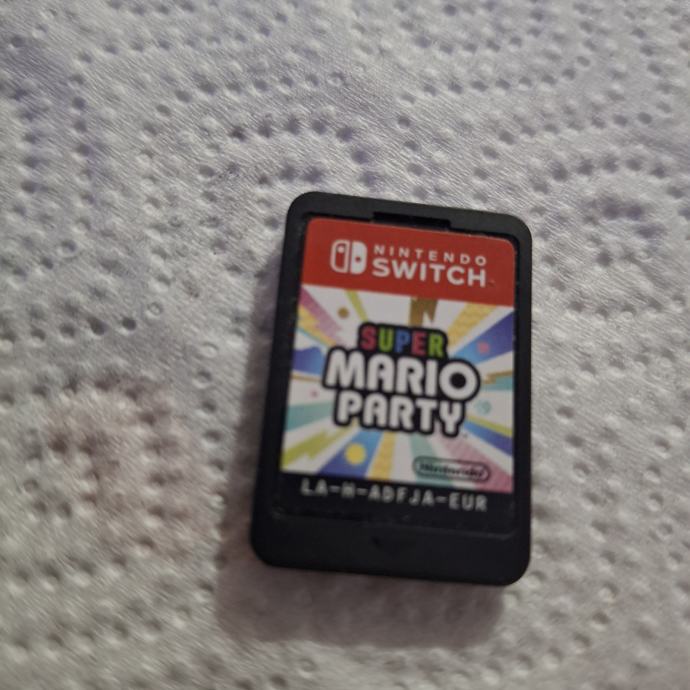 NINTENDO
SWITCH
SUPER
MARIO
PARTY
Nintendo
LA-H-ADFJA-EUR